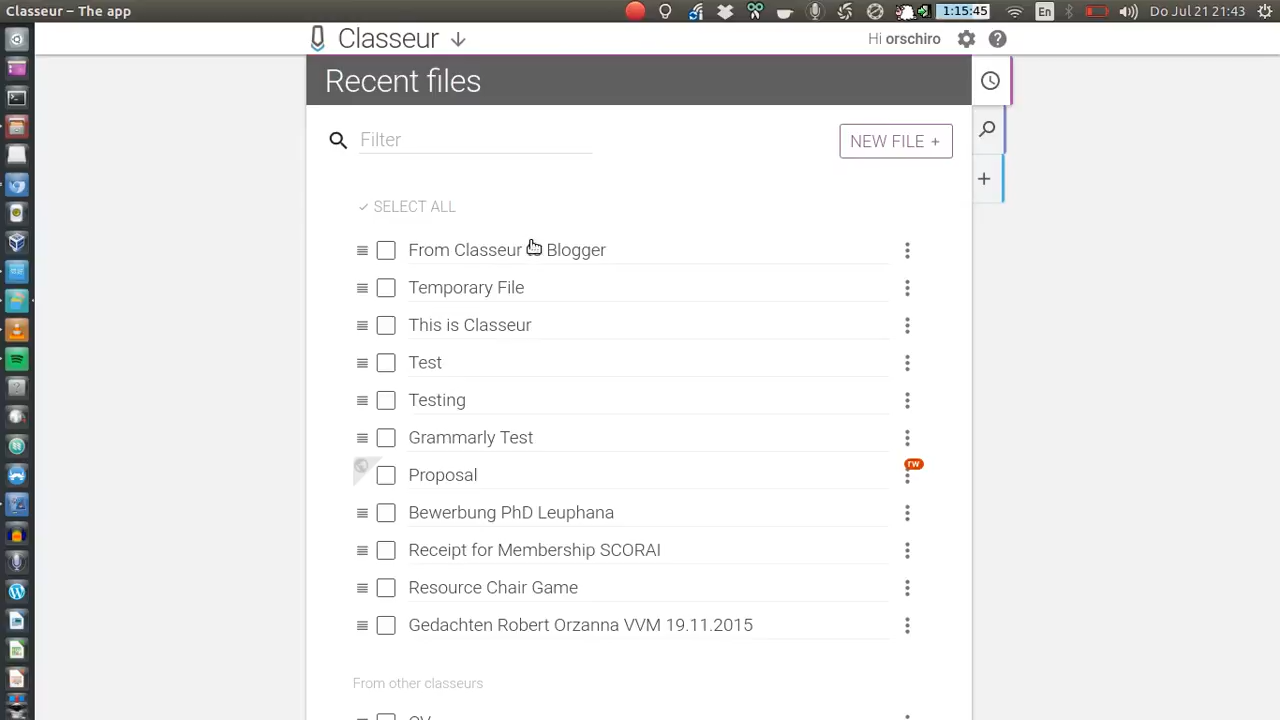 Classeur – The app
1:15:45
En
Do Jul 21 21:43
Classeur
Hi orschiro
Recent files
Filter
NEW FILE +
SELECT ALL
From Classeur Blogger
Temporary File
This is Classeur
Test
Testing
Grammarly Test
rw
Proposal
Bewerbung PhD Leuphana
Receipt for Membership SCORAI
Resource Chair Game
Gedachten Robert Orzanna VVM 19.11.2015
From other classeurs
CV